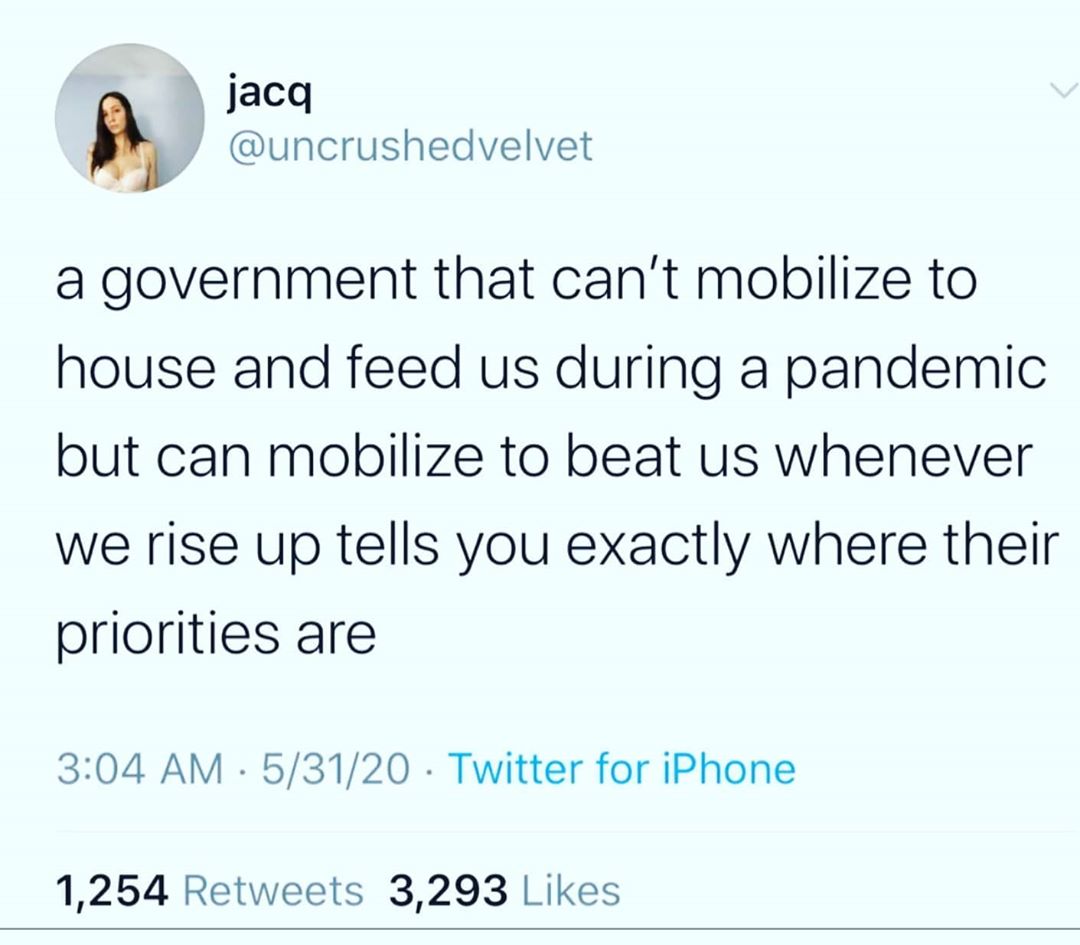 jacq
@uncrushedvelvet
a government that can't mobilize to
house and feed us during a pandemic
but can mobilize to beat us whenever
we rise up tells you exactly where their
priorities are
3:04 AM · 5/31/20 · Twitter for iPhone
1,254 Retweets 3,293 Likes